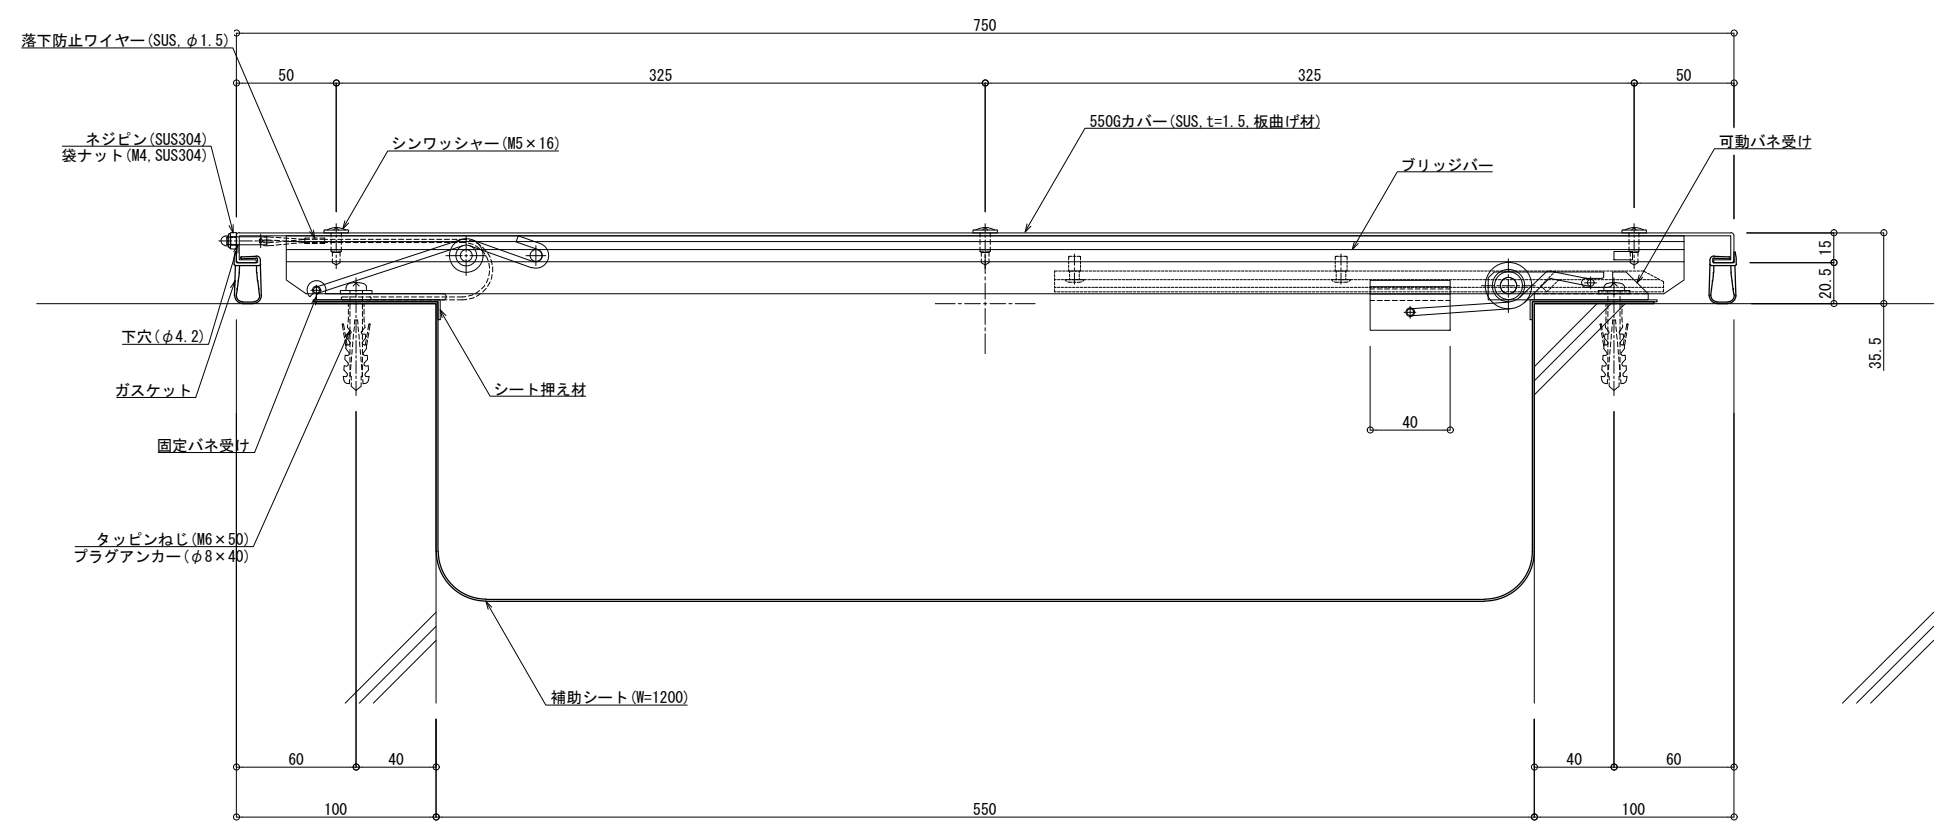 750
落下防止ワイヤー(SUS,φ1.5)
50
325
325
50
550Gカバー(SUS,t=1.5,板曲げ材)
ネジピン(SUS304)
袋ナット(M4,SUS304)
シンワッシャー(M5×16)
可動バネ受け
ブリッジバー
15
20.5
35.5
下穴(φ4.2)
ガスケット
シート押え材
40
固定バネ受け
タッピンねじ(M6×50)
プラグアンカー(φ8×40)
補助シート(W=1200)
60
40
40
60
100
550
100